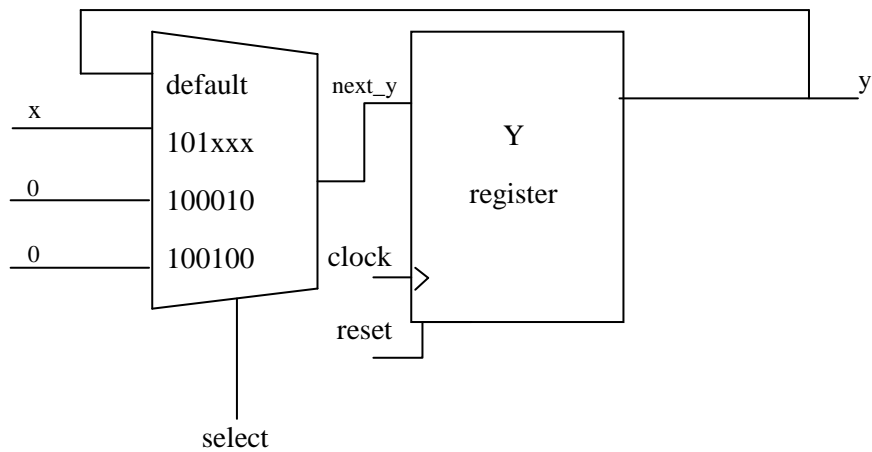 default
next_y
y
x
101xxx
Y
0
100010
register
0
100100
clock
reset
select